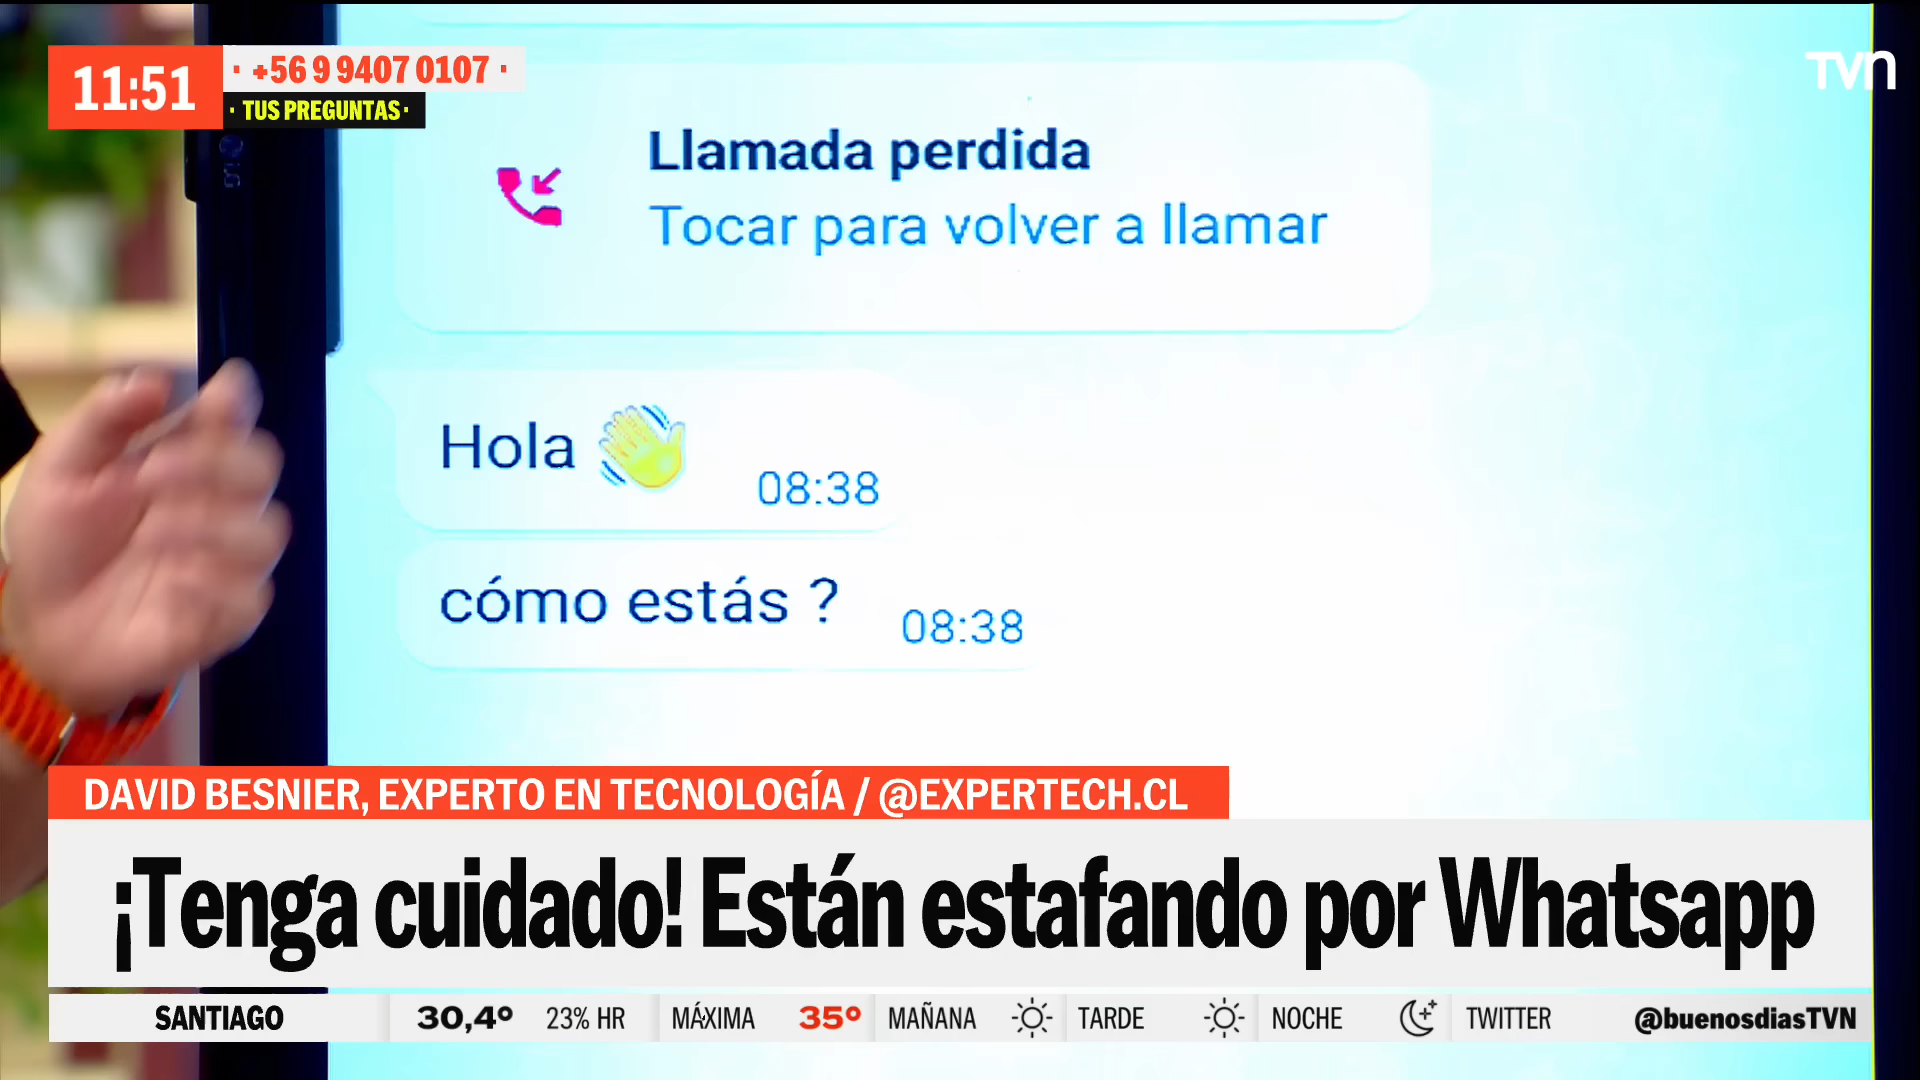 11:51
· +56 9 9407 0107 ·
· TUS PREGUNTAS ·
TVN
LG
Llamada perdida
Tocar para volver a llamar
Hola 👋 08:38
cómo estás ? 08:38
DAVID BESNIER, EXPERTO EN TECNOLOGÍA / @EXPERTECH.CL
¡Tenga cuidado! Están estafando por Whatsapp
SANTIAGO 30,4° 23% HR MÁXIMA 35° MAÑANA TARDE NOCHE TWITTER @buenosdiasTVN